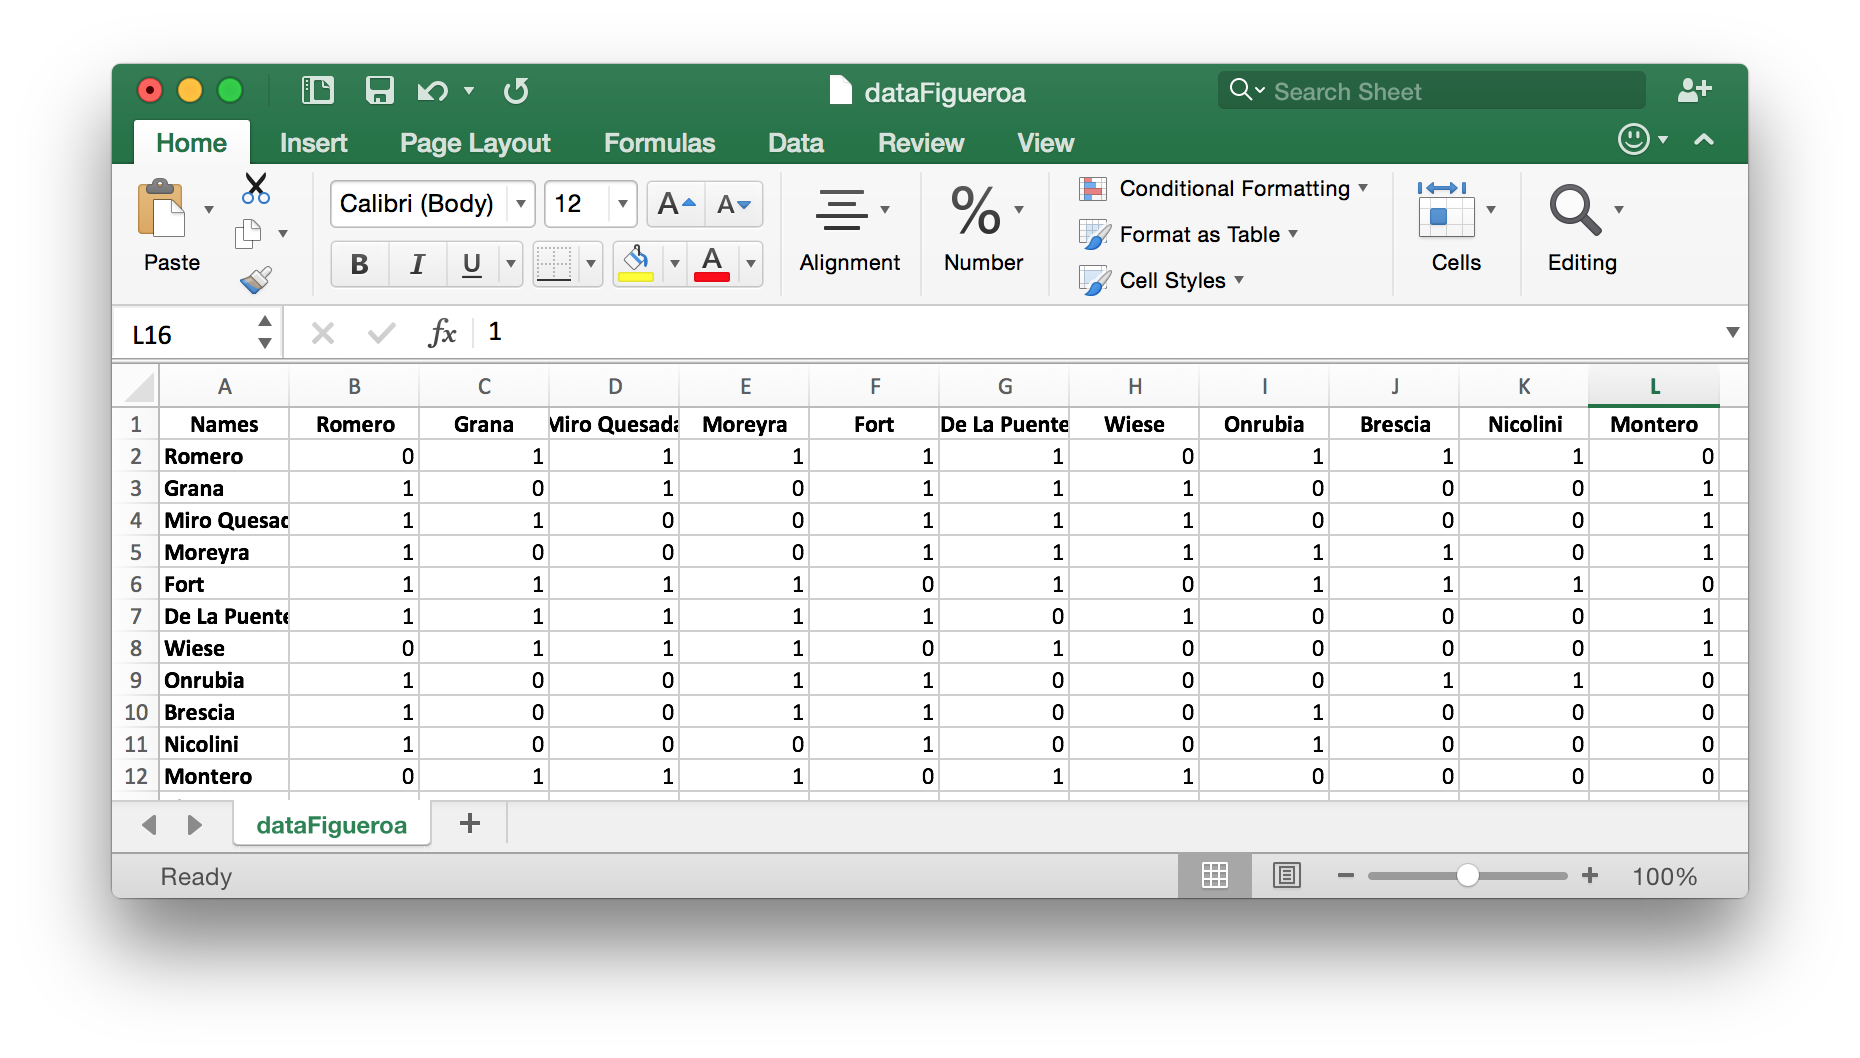 dataFigueroa
Search Sheet
Home Insert Page Layout Formulas Data Review View
Paste
Calibri (Body) 12 A A
B I U A
Alignment
%
Number
Conditional Formatting
Format as Table
Cell Styles
Cells
Editing
L16 fx 1
A B C D E F G H I J K L
1 Names Romero Grana Miro Quesada Moreyra Fort De La Puente Wiese Onrubia Brescia Nicolini Montero
2 Romero 0 1 1 1 1 1 0 1 1 1 0
3 Grana 1 0 1 0 1 1 1 0 0 0 1
4 Miro Quesad 1 1 0 0 1 1 1 0 0 0 1
5 Moreyra 1 0 0 0 1 1 1 1 1 0 1
6 Fort 1 1 1 1 0 1 0 1 1 1 0
7 De La Puente 1 1 1 1 1 0 1 0 0 0 1
8 Wiese 0 1 1 1 0 1 0 0 0 0 1
9 Onrubia 1 0 0 1 1 0 0 0 1 1 0
10 Brescia 1 0 0 1 1 0 0 1 0 0 0
11 Nicolini 1 0 0 0 1 0 0 1 0 0 0
12 Montero 0 1 1 1 0 1 1 0 0 0 0
dataFigueroa +
Ready 100%